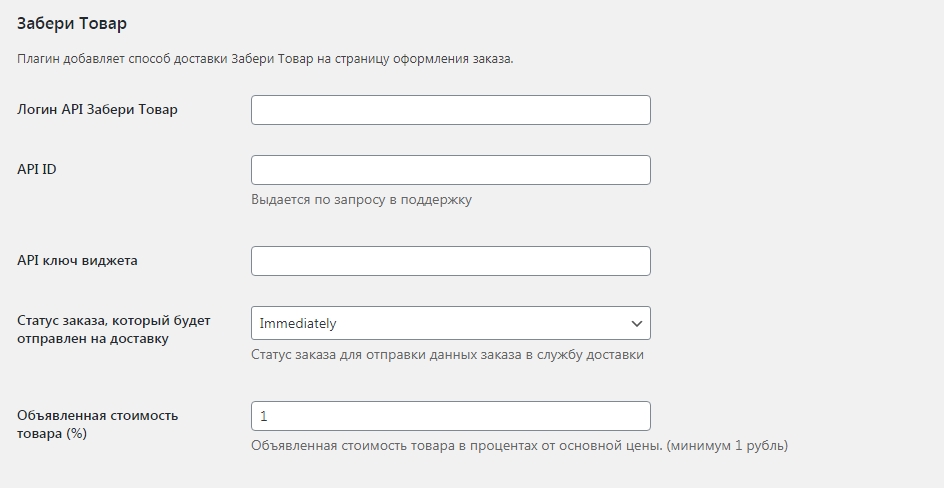 Забери Товар
Плагин добавляет способ доставки Забери Товар на страницу оформления заказа.
Логин API Забери Товар
API ID
Выдается по запросу в поддержку
API ключ виджета
Статус заказа, который будет
отправлен на доставку
Immediately
Статус заказа для отправки данных заказа в службу доставки
Объявленная стоимость
товара (%)
1
Объявленная стоимость товара в процентах от основной цены. (минимум 1 рубль)